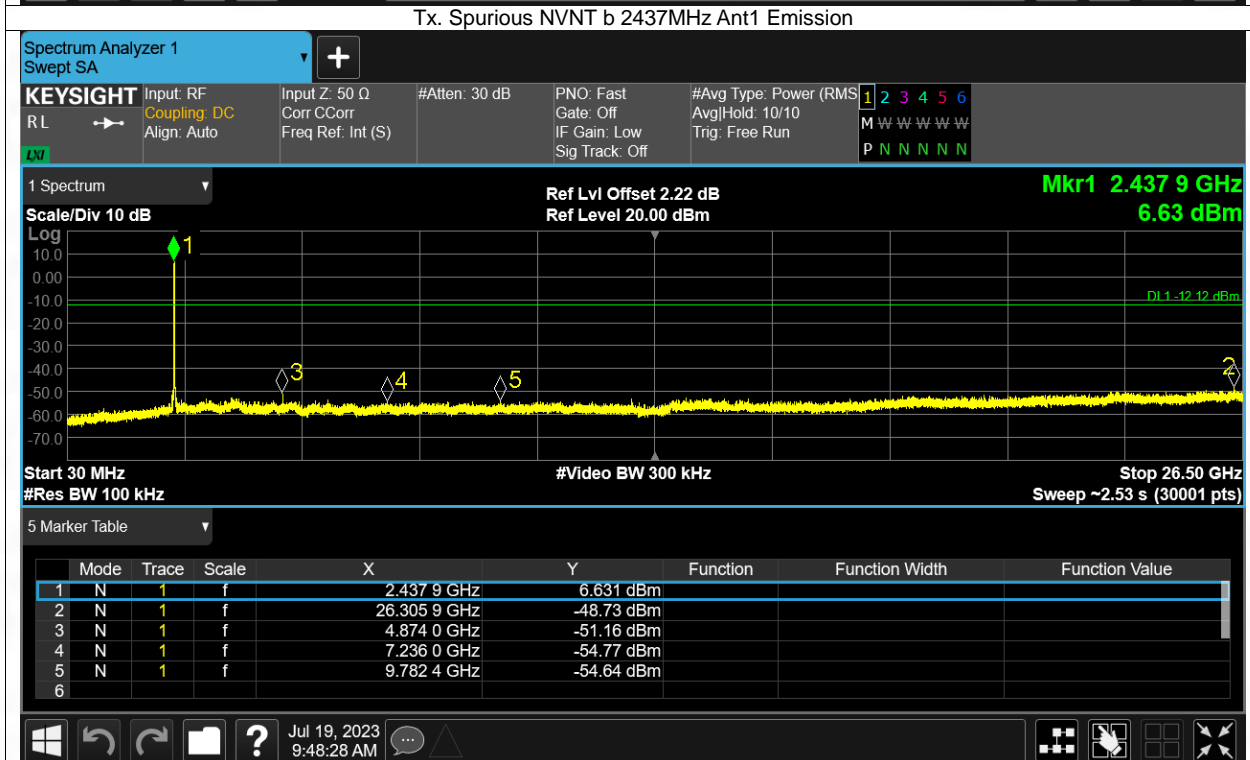 Tx. Spurious NVNT b 2437MHz Ant1 Emission
Spectrum Analyzer 1
Swept SA
KEYSIGHT Input: RF Input Z: 50 Ω #Atten: 30 dB PNO: Fast #Avg Type: Power (RMS 1 2 3 4 5 6
RL Coupling: DC Corr CCorr Gate: Off Avg|Hold: 10/10 M W W W W W
Align: Auto Freq Ref: Int (S) IF Gain: Low Trig: Free Run
LXI Sig Track: Off P N N N N N
1 Spectrum Ref Lvl Offset 2.22 dB Mkr1 2.437 9 GHz
Scale/Div 10 dB Ref Level 20.00 dBm 6.63 dBm
Log
1
10.0
0.00
-10.0 DL1 -12.12 dBm
-20.0
-30.0
-40.0 3 4 5 2
-50.0
-60.0
-70.0
Start 30 MHz #Video BW 300 kHz Stop 26.50 GHz
#Res BW 100 kHz Sweep ~2.53 s (30001 pts)
5 Marker Table
Mode Trace Scale X Y Function Function Width Function Value
1 N 1 f 2.437 9 GHz 6.631 dBm
2 N 1 f 26.305 9 GHz -48.73 dBm
3 N 1 f 4.874 0 GHz -51.16 dBm
4 N 1 f 7.236 0 GHz -54.77 dBm
5 N 1 f 9.782 4 GHz -54.64 dBm
6
? Jul 19, 2023
9:48:28 AM